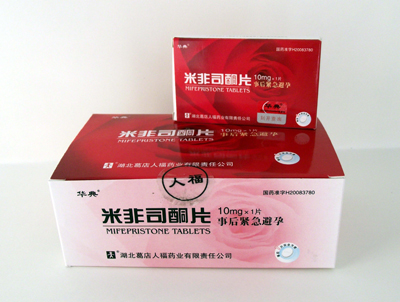 华典
国药准字H20083780
米非司酮片
MIFEPRISTONE TABLETS
10mg×1片
事后紧急避孕
湖北葛店人福药业有限责任公司
米非司酮片
MIFEPRISTONE TABLETS
10mg×1片
事后紧急避孕
湖北葛店人福药业有限责任公司
人福
华典
国药准字H20083780
米非司酮片
MIFEPRISTONE TABLETS
10mg×1片
事后紧急避孕
湖北葛店人福药业有限责任公司